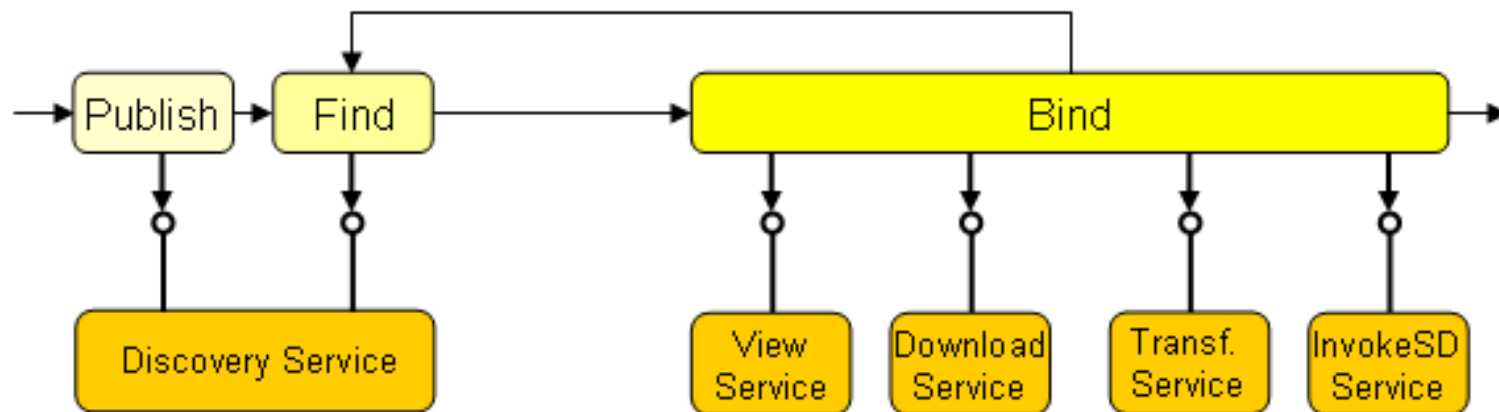 Publish
Find
Bind
Discovery Service
View
Service
Download
Service
Transf.
Service
InvokeSD
Service